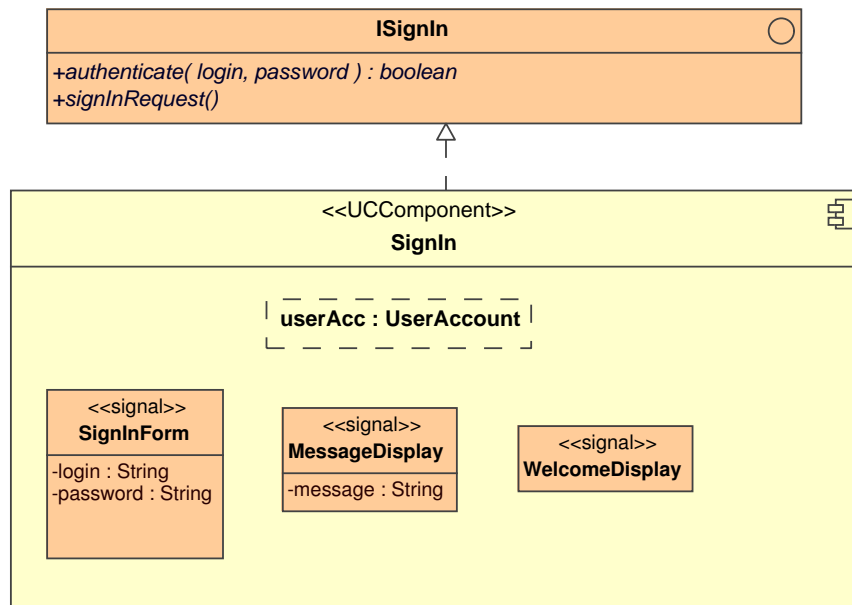 ISignIn
+authenticate( login, password ) : boolean
+signInRequest()
<<UCComponent>>
SignIn
userAcc : UserAccount
<<signal>>
SignInForm
-login : String
-password : String
<<signal>>
MessageDisplay
-message : String
<<signal>>
WelcomeDisplay